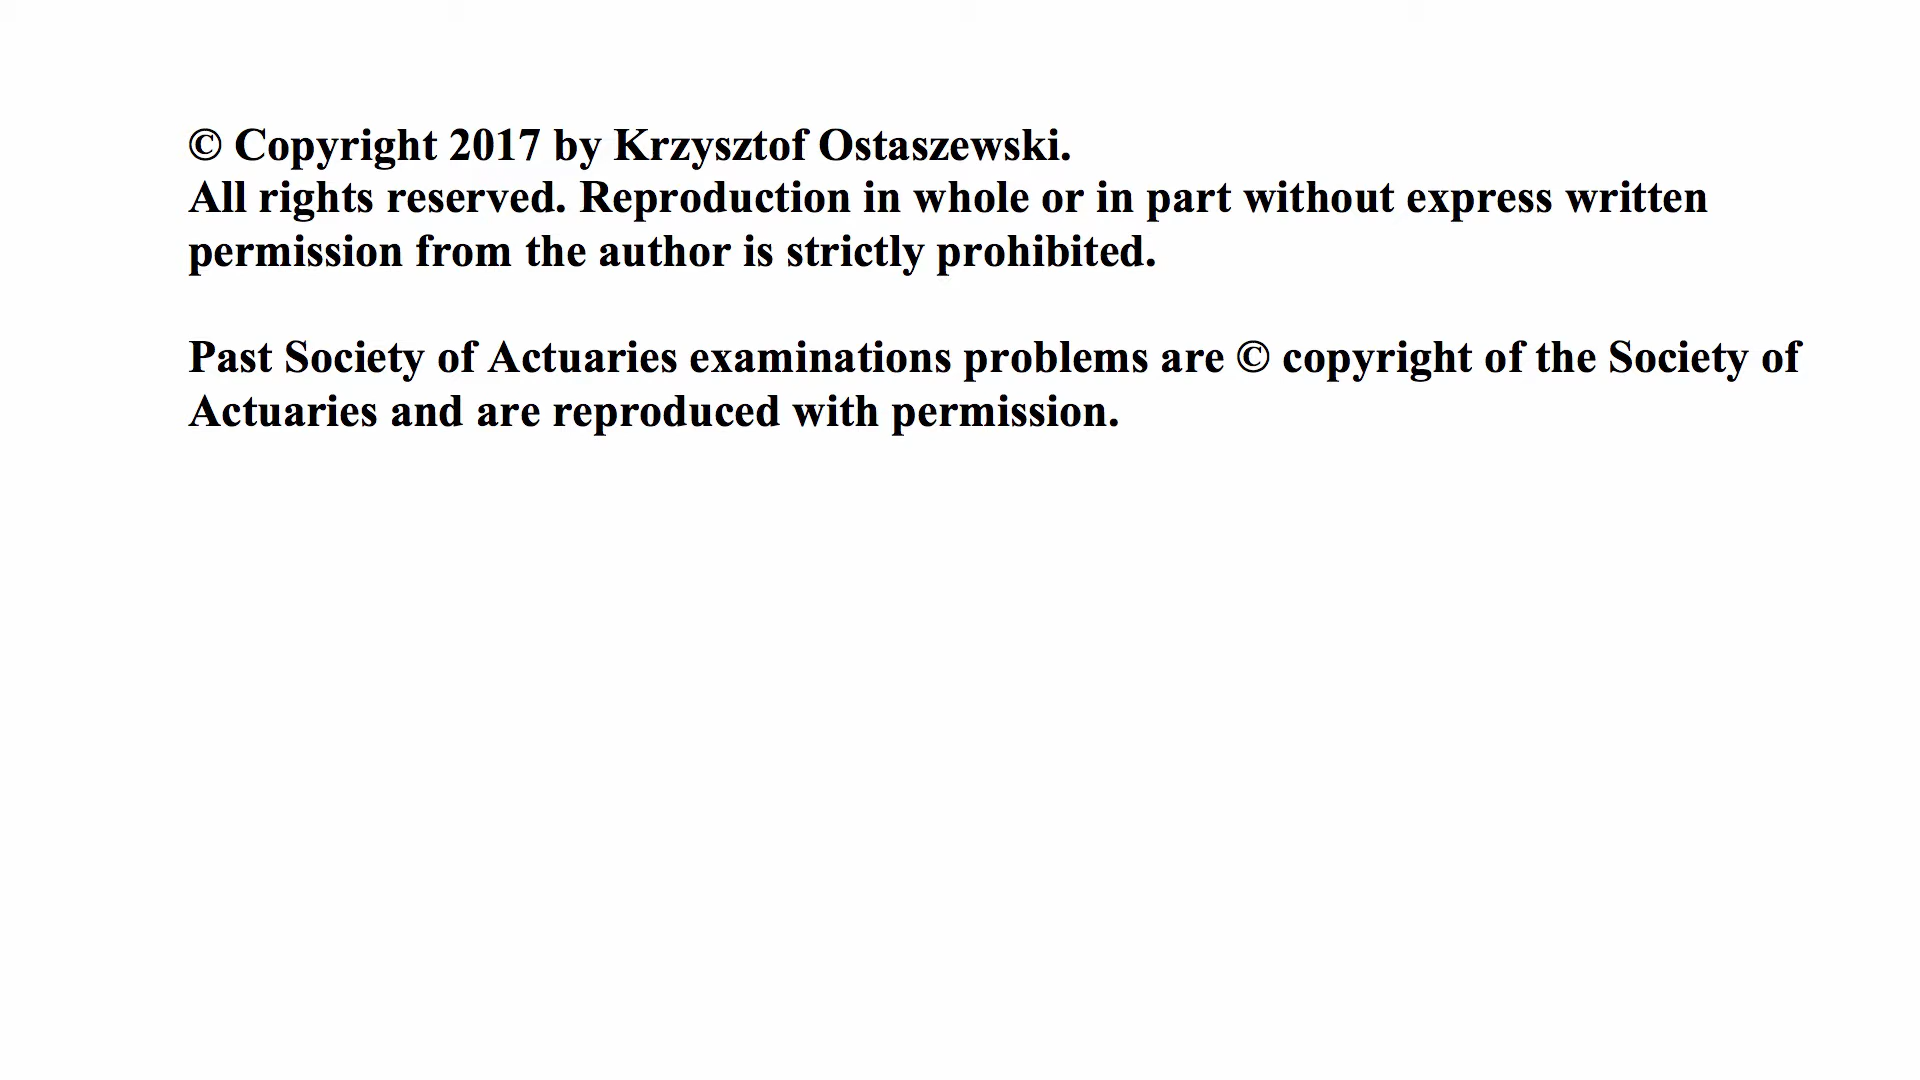 © Copyright 2017 by Krzysztof Ostaszewski.
All rights reserved. Reproduction in whole or in part without express written
permission from the author is strictly prohibited.
Past Society of Actuaries examinations problems are © copyright of the Society of
Actuaries and are reproduced with permission.